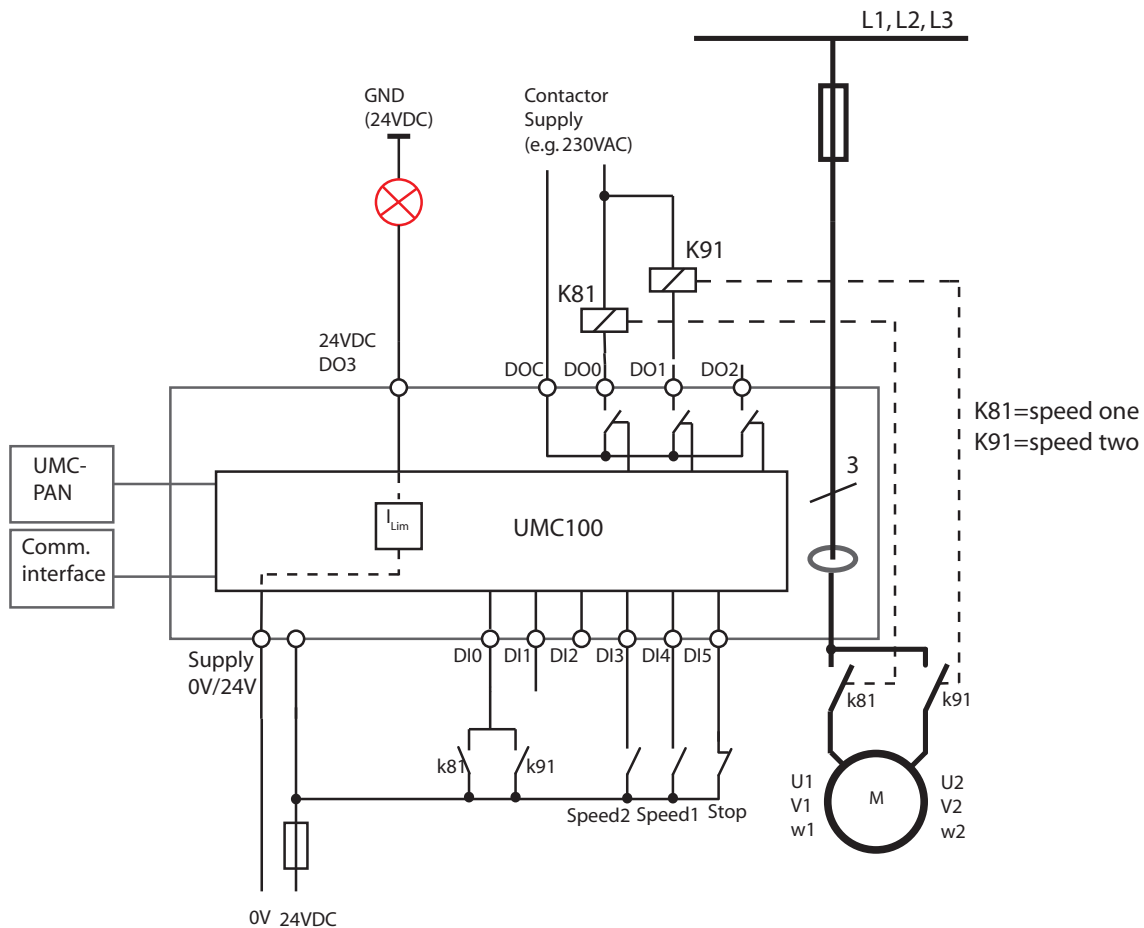 L1, L2, L3
GND
(24VDC)
Contactor
Supply
(e.g. 230VAC)
K91
K81
24VDC
DO3
DOC
DO0
DO1
DO2
K81=speed one
K91=speed two
UMC-
PAN
3
I Lim
UMC100
Comm.
interface
Supply
0V/24V
DI0
DI1
DI2
DI3
DI4
DI5
k81
k91
k81
k91
Speed2
Speed1
Stop
U1
V1
w1
M
U2
V2
w2
0V
24VDC